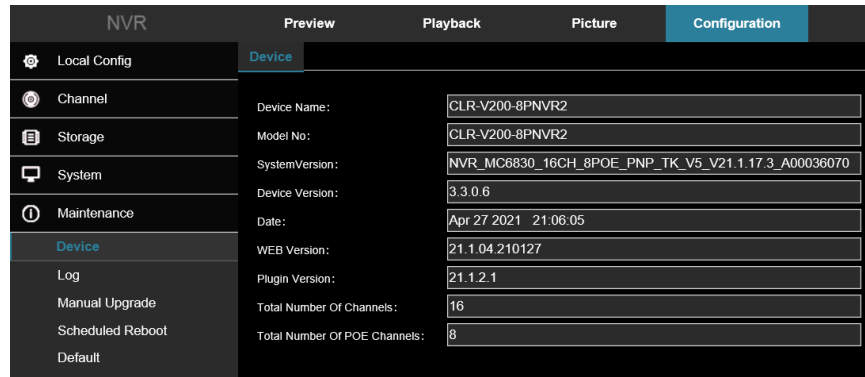 NVR Preview Playback Picture Configuration
Local Config
Channel
Storage
System
Maintenance
Device
Log
Manual Upgrade
Scheduled Reboot
Default
Device
Device Name: CLR-V200-8PNVR2
Model No: CLR-V200-8PNVR2
SystemVersion: NVR_MC6830_16CH_8POE_PNP_TK_V5_V21.1.17.3_A00036070
Device Version: 3.3.0.6
Date: Apr 27 2021 21:06:05
WEB Version: 21.1.04.210127
Plugin Version: 21.1.2.1
Total Number Of Channels: 16
Total Number Of POE Channels: 8